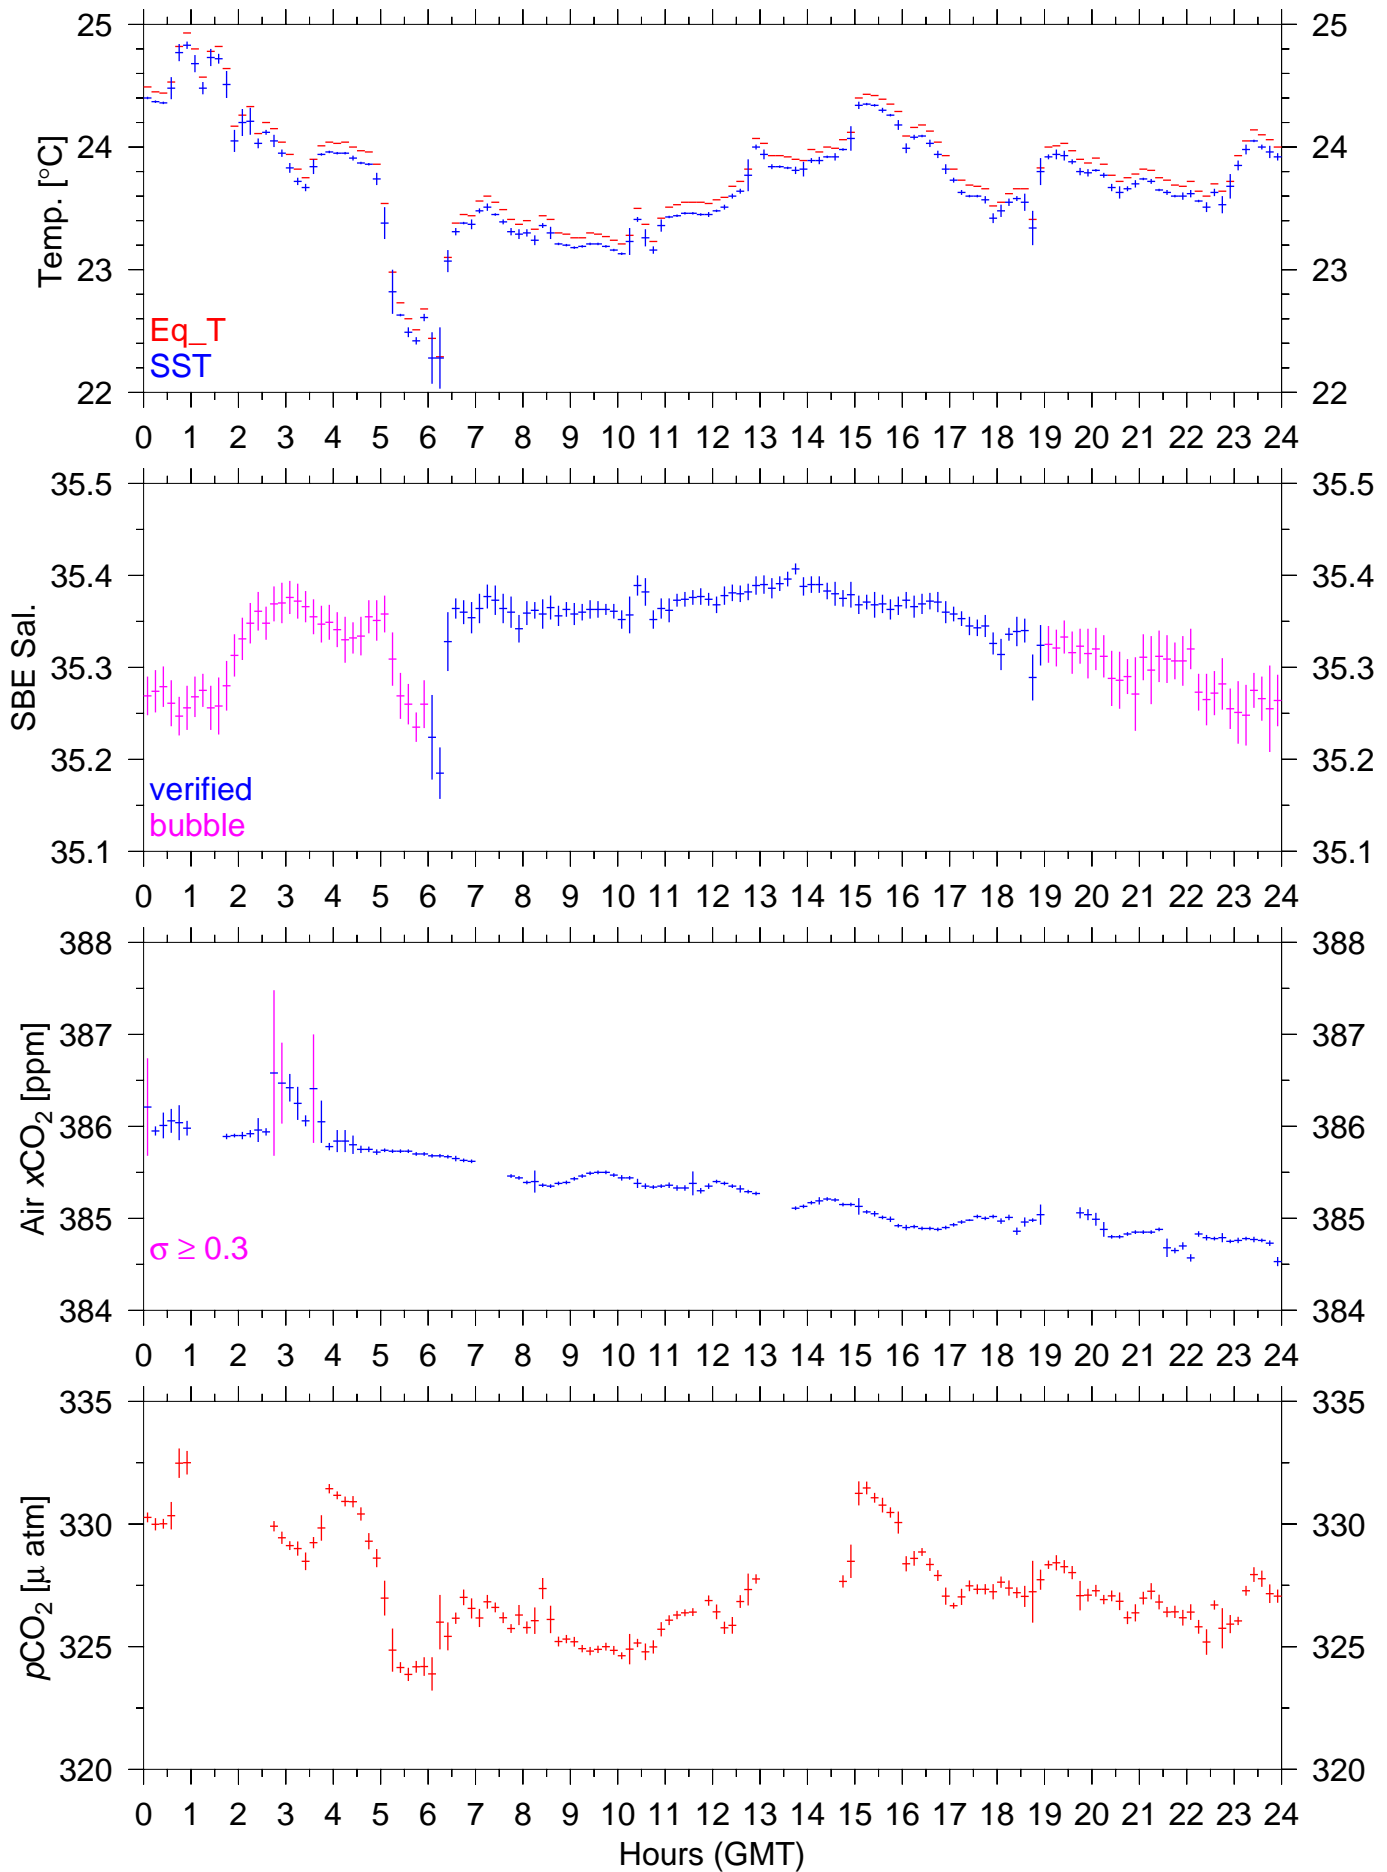 25 25
24 24
23 23
22 22
Temp. [°C]
Eq_T
SST
0 1 2 3 4 5 6 7 8 9 10 11 12 13 14 15 16 17 18 19 20 21 22 23 24
35.5 35.5
35.4 35.4
35.3 35.3
35.2 35.2
35.1 35.1
SBE Sal.
verified
bubble
0 1 2 3 4 5 6 7 8 9 10 11 12 13 14 15 16 17 18 19 20 21 22 23 24
388 388
387 387
386 386
385 385
384 384
Air xCO₂ [ppm]
σ ≥ 0.3
0 1 2 3 4 5 6 7 8 9 10 11 12 13 14 15 16 17 18 19 20 21 22 23 24
335 335
330 330
325 325
320 320
pCO₂ [µ atm]
0 1 2 3 4 5 6 7 8 9 10 11 12 13 14 15 16 17 18 19 20 21 22 23 24
Hours (GMT)